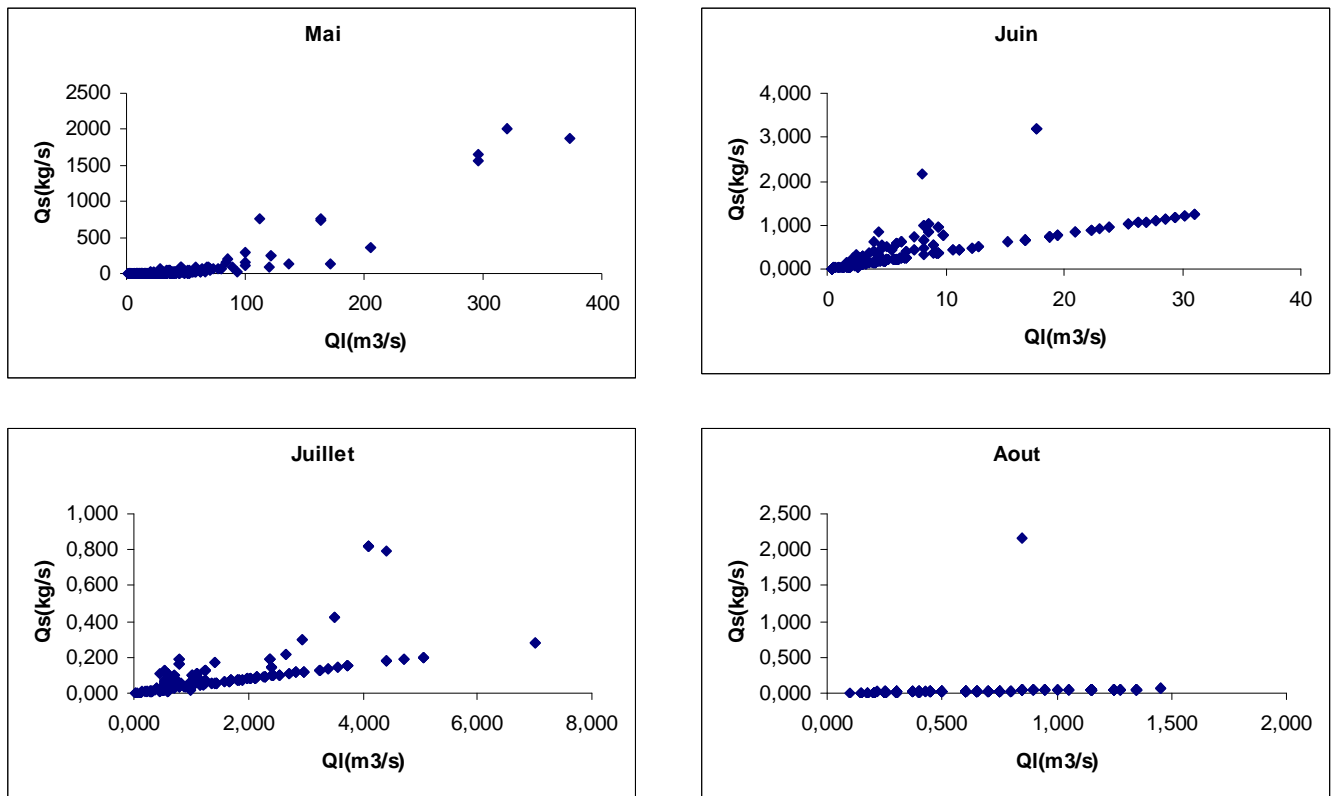 Mai
2500
2000
1500
1000
500
0
Qs(kg/s)
0 100 200 300 400
Ql(m3/s)
Juin
4,000
3,000
2,000
1,000
0,000
Qs(kg/s)
0 10 20 30 40
Ql(m3/s)
Juillet
1,000
0,800
0,600
0,400
0,200
0,000
Qs(kg/s)
0,000 2,000 4,000 6,000 8,000
Ql(m3/s)
Aout
2,500
2,000
1,500
1,000
0,500
0,000
Qs(kg/s)
0,000 0,500 1,000 1,500 2,000
Ql(m3/s)